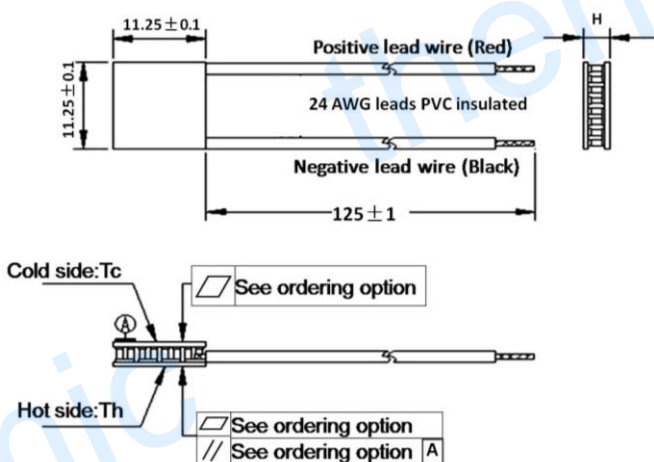 11.25±0.1
H
Positive lead wire (Red)
11.25±0.1
24 AWG leads PVC insulated
Negative lead wire (Black)
125±1
Cold side:Tc
See ordering option
A
Hot side:Th
See ordering option
// See ordering option A